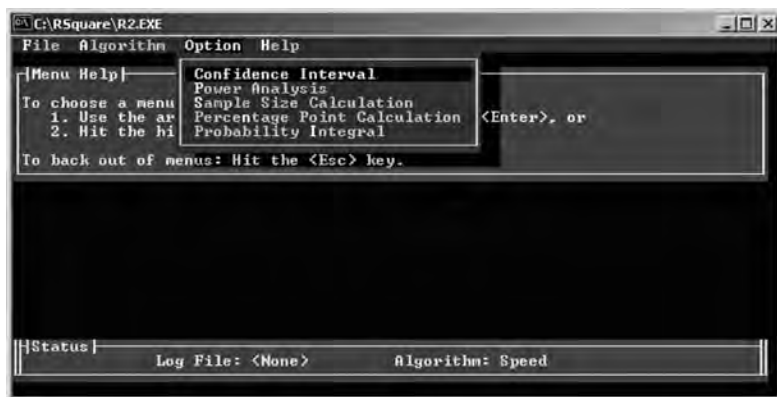 C:\RSquare\R2.EXE
File Algorithm Option Help
Menu Help
Confidence Interval
Power Analysis
Sample Size Calculation
Percentage Point Calculation
Probability Integral
To choose a menu
1. Use the ar <Enter>, or
2. Hit the hi
To back out of menus: Hit the <Esc> key.
Status
Log File: <None> Algorithm: Speed